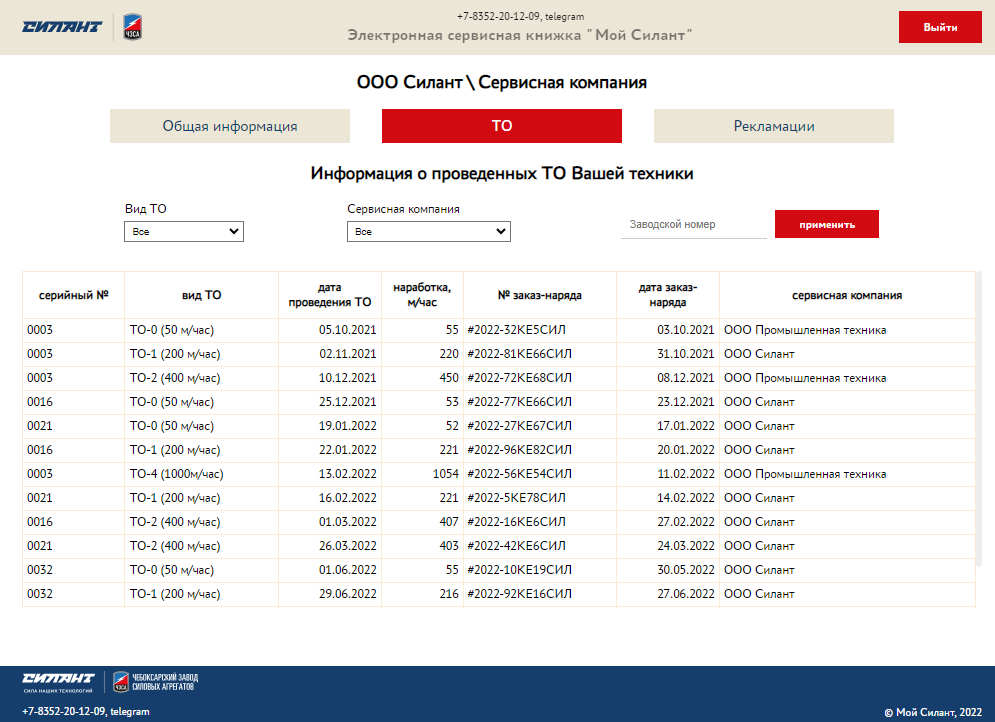 СИЛАНТ ЧЗСА
+7-8352-20-12-09, telegram
Электронная сервисная книжка "Мой Силант"
Выйти
ООО Силант \ Сервисная компания
Общая информация ТО Рекламации
Информация о проведенных ТО Вашей техники
Вид ТО Сервисная компания
Все Все Заводской номер применить
серийный № вид ТО дата проведения ТО наработка, м/час № заказ-наряда дата заказ-наряда сервисная компания
0003 ТО-0 (50 м/час) 05.10.2021 55 #2022-32КЕ5СИЛ 03.10.2021 ООО Промышленная техника
0003 ТО-1 (200 м/час) 02.11.2021 220 #2022-81КЕ66СИЛ 31.10.2021 ООО Силант
0003 ТО-2 (400 м/час) 10.12.2021 450 #2022-72КЕ68СИЛ 08.12.2021 ООО Промышленная техника
0016 ТО-0 (50 м/час) 25.12.2021 53 #2022-77КЕ66СИЛ 23.12.2021 ООО Силант
0021 ТО-0 (50 м/час) 19.01.2022 52 #2022-27КЕ67СИЛ 17.01.2022 ООО Силант
0016 ТО-1 (200 м/час) 22.01.2022 221 #2022-96КЕ82СИЛ 20.01.2022 ООО Силант
0003 ТО-4 (1000м/час) 13.02.2022 1054 #2022-56КЕ54СИЛ 11.02.2022 ООО Промышленная техника
0021 ТО-1 (200 м/час) 16.02.2022 221 #2022-5КЕ78СИЛ 14.02.2022 ООО Силант
0016 ТО-2 (400 м/час) 01.03.2022 407 #2022-16КЕ6СИЛ 27.02.2022 ООО Силант
0021 ТО-2 (400 м/час) 26.03.2022 403 #2022-42КЕ6СИЛ 24.03.2022 ООО Силант
0032 ТО-0 (50 м/час) 01.06.2022 55 #2022-10КЕ19СИЛ 30.05.2022 ООО Силант
0032 ТО-1 (200 м/час) 29.06.2022 216 #2022-92КЕ16СИЛ 27.06.2022 ООО Силант
СИЛАНТ ЧЗСА ЧЕБОКСАРСКИЙ ЗАВОД
СИЛА НАШИХ ТЕХНОЛОГИЙ СИЛОВЫХ АГРЕГАТОВ
+7-8352-20-12-09, telegram
© Мой Силант, 2022